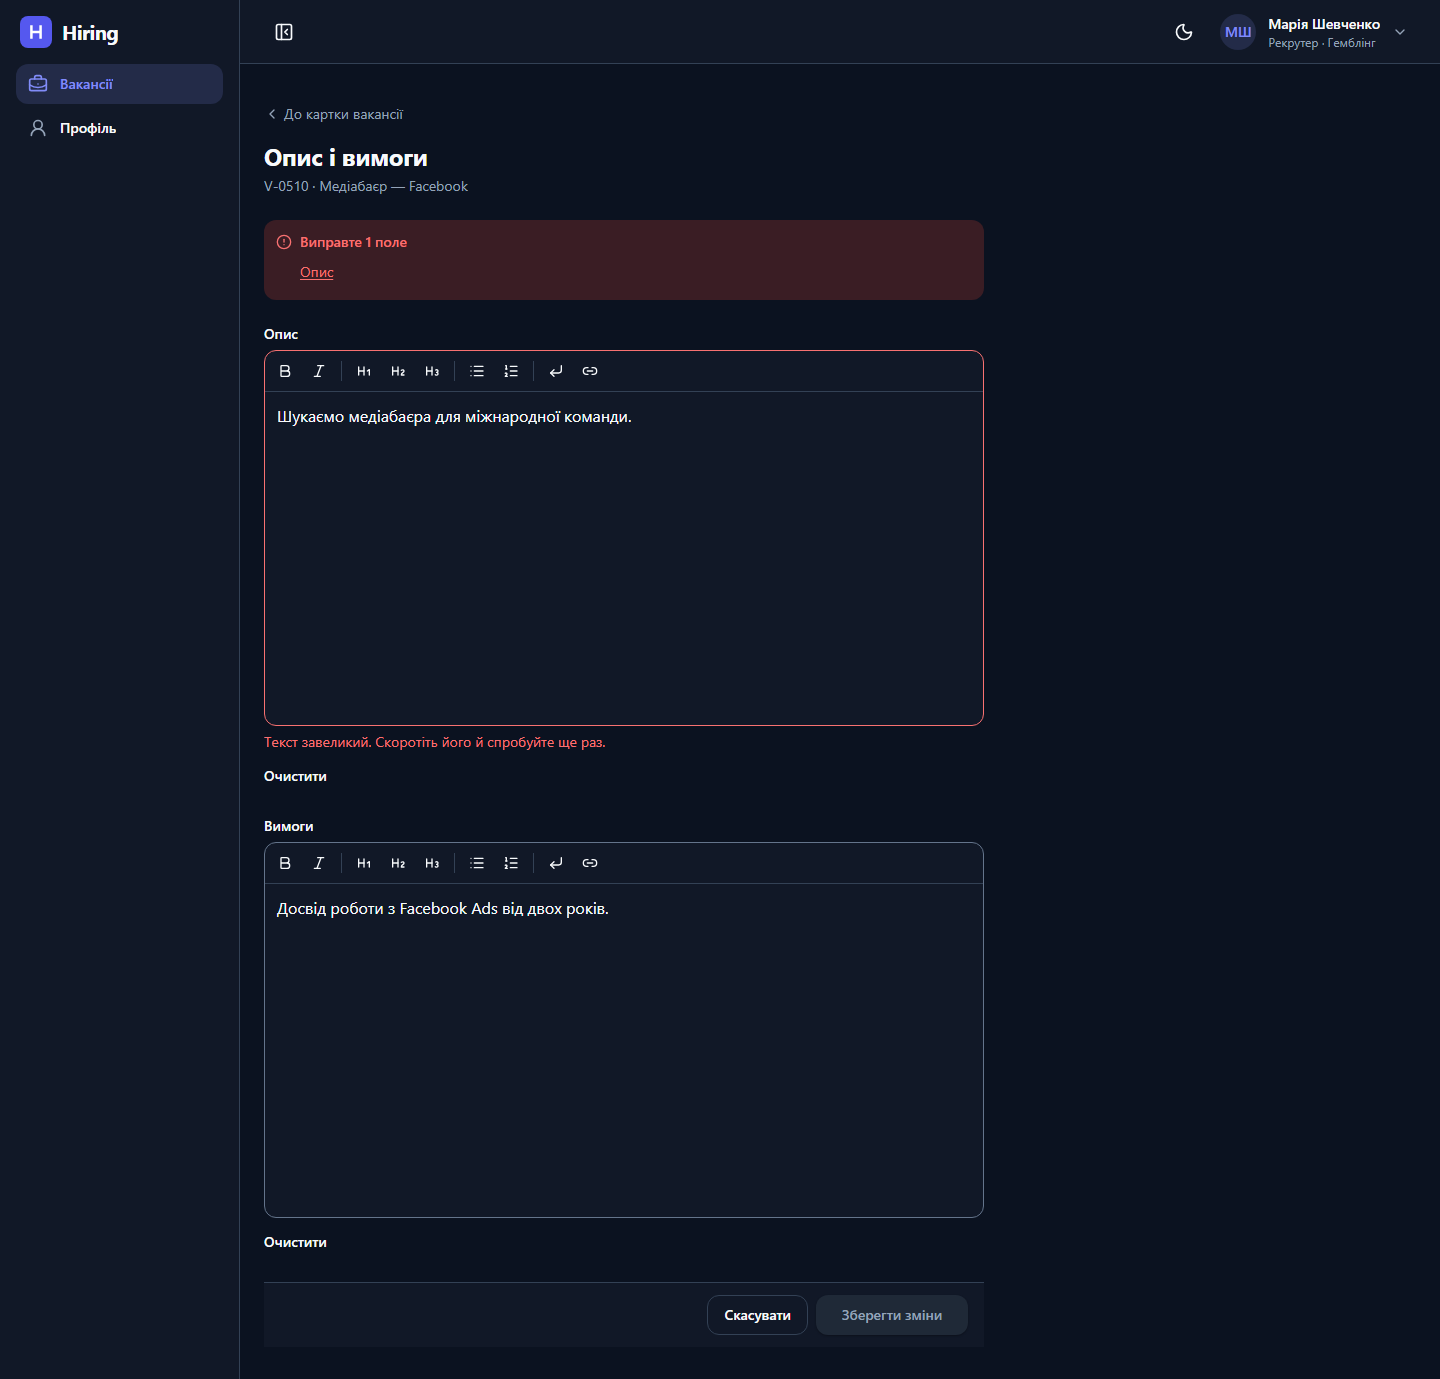 H Hiring
Вакансії
Профіль
МШ
Марія Шевченко
Рекрутер · Гемблінг
До картки вакансії
Опис і вимоги
V-0510 · Медіабаєр — Facebook
Виправте 1 поле
Опис
Опис
B I H1 H2 H3
Шукаємо медіабаєра для міжнародної команди.
Текст завеликий. Скоротіть його й спробуйте ще раз.
Очистити
Вимоги
B I H1 H2 H3
Досвід роботи з Facebook Ads від двох років.
Очистити
Скасувати
Зберегти зміни